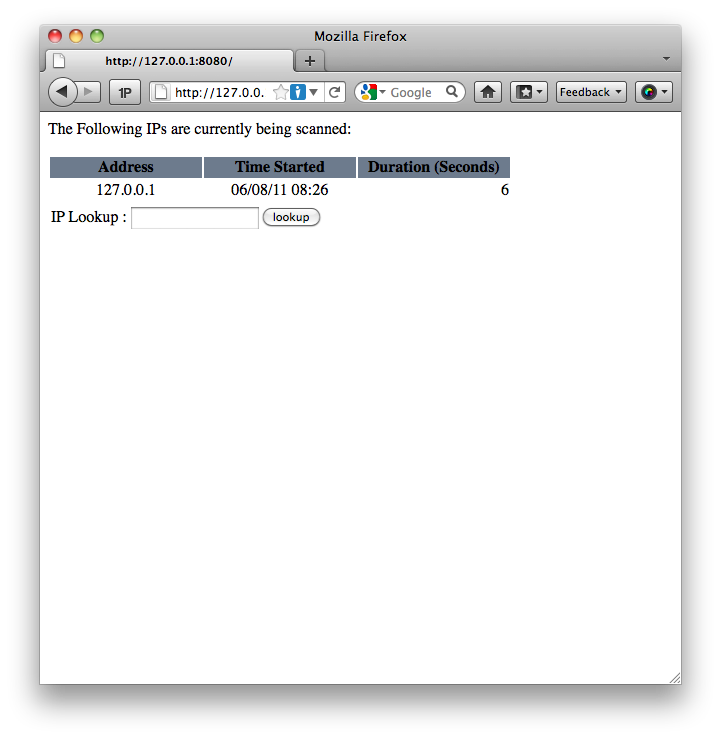 Mozilla Firefox
http://127.0.0.1:8080/
1P http://127.0.0. Google Feedback
The Following IPs are currently being scanned:
Address Time Started Duration (Seconds)
127.0.0.1 06/08/11 08:26 6
IP Lookup : lookup